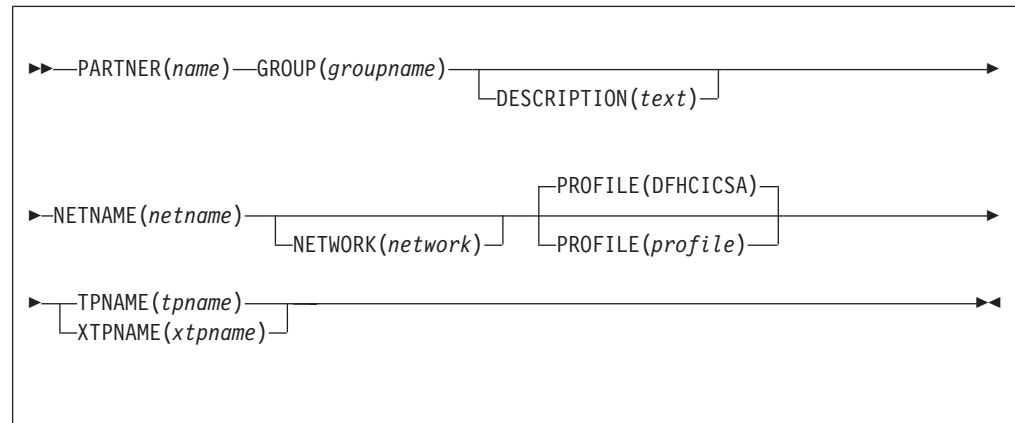 PARTNER(name) GROUP(groupname)
DESCRIPTION(text)
PROFILE(DFHCICSA)
NETNAME(netname)
NETWORK(network) PROFILE(profile)
TPNAME(tpname)
XTPNAME(xtpname)